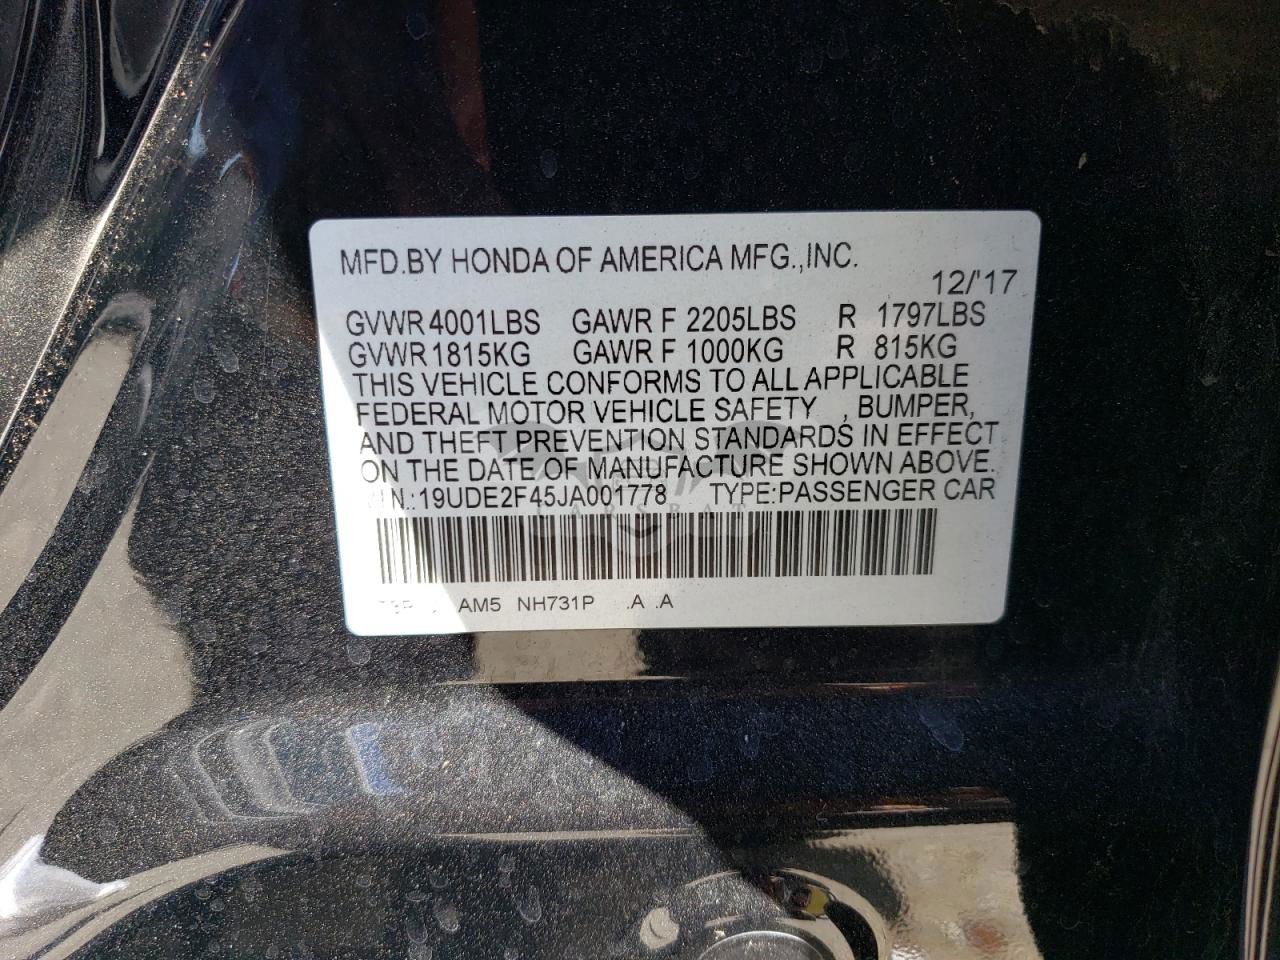 MFD.BY HONDA OF AMERICA MFG.,INC.
12/'17
GVWR 4001LBS GAWR F 2205LBS R 1797LBS
GVWR 1815KG GAWR F 1000KG R 815KG
THIS VEHICLE CONFORMS TO ALL APPLICABLE
FEDERAL MOTOR VEHICLE SAFETY , BUMPER,
AND THEFT PREVENTION STANDARDS IN EFFECT
ON THE DATE OF MANUFACTURE SHOWN ABOVE.
19UDE2F45JA001778 TYPE:PASSENGER CAR
CARSBAT
AM5 NH731P .A .A